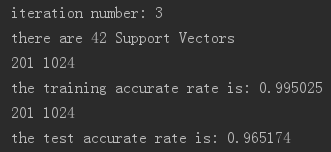 iteration number: 3
there are 42 Support Vectors
201 1024
the training accurate rate is: 0.995025
201 1024
the test accurate rate is: 0.965174